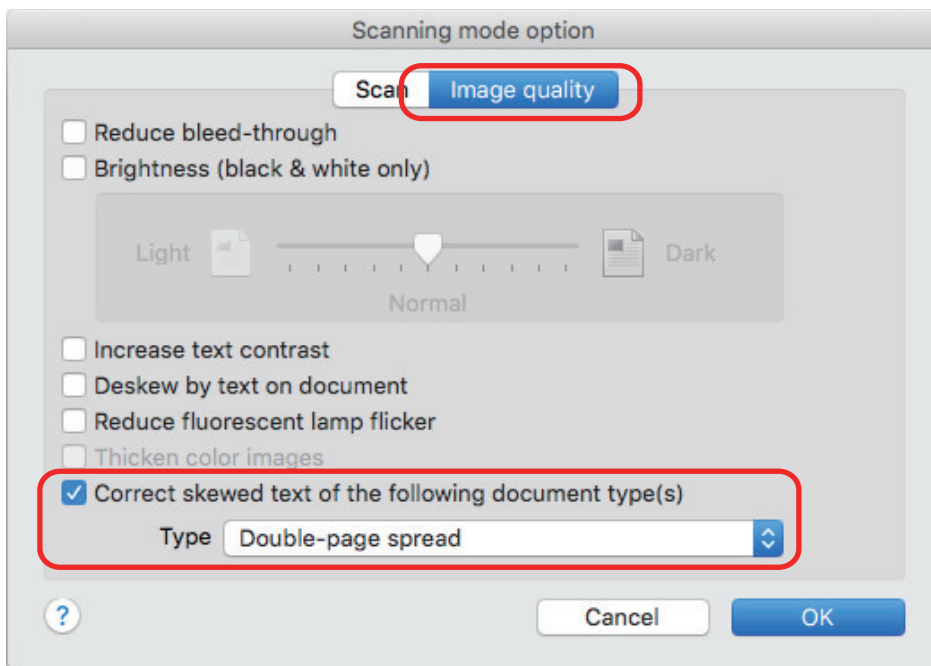 Scanning mode option
Scan Image quality
Reduce bleed-through
Brightness (black & white only)
Light Dark
Normal
Increase text contrast
Deskew by text on document
Reduce fluorescent lamp flicker
Thicken color images
Correct skewed text of the following document type(s)
Type Double-page spread
? Cancel OK